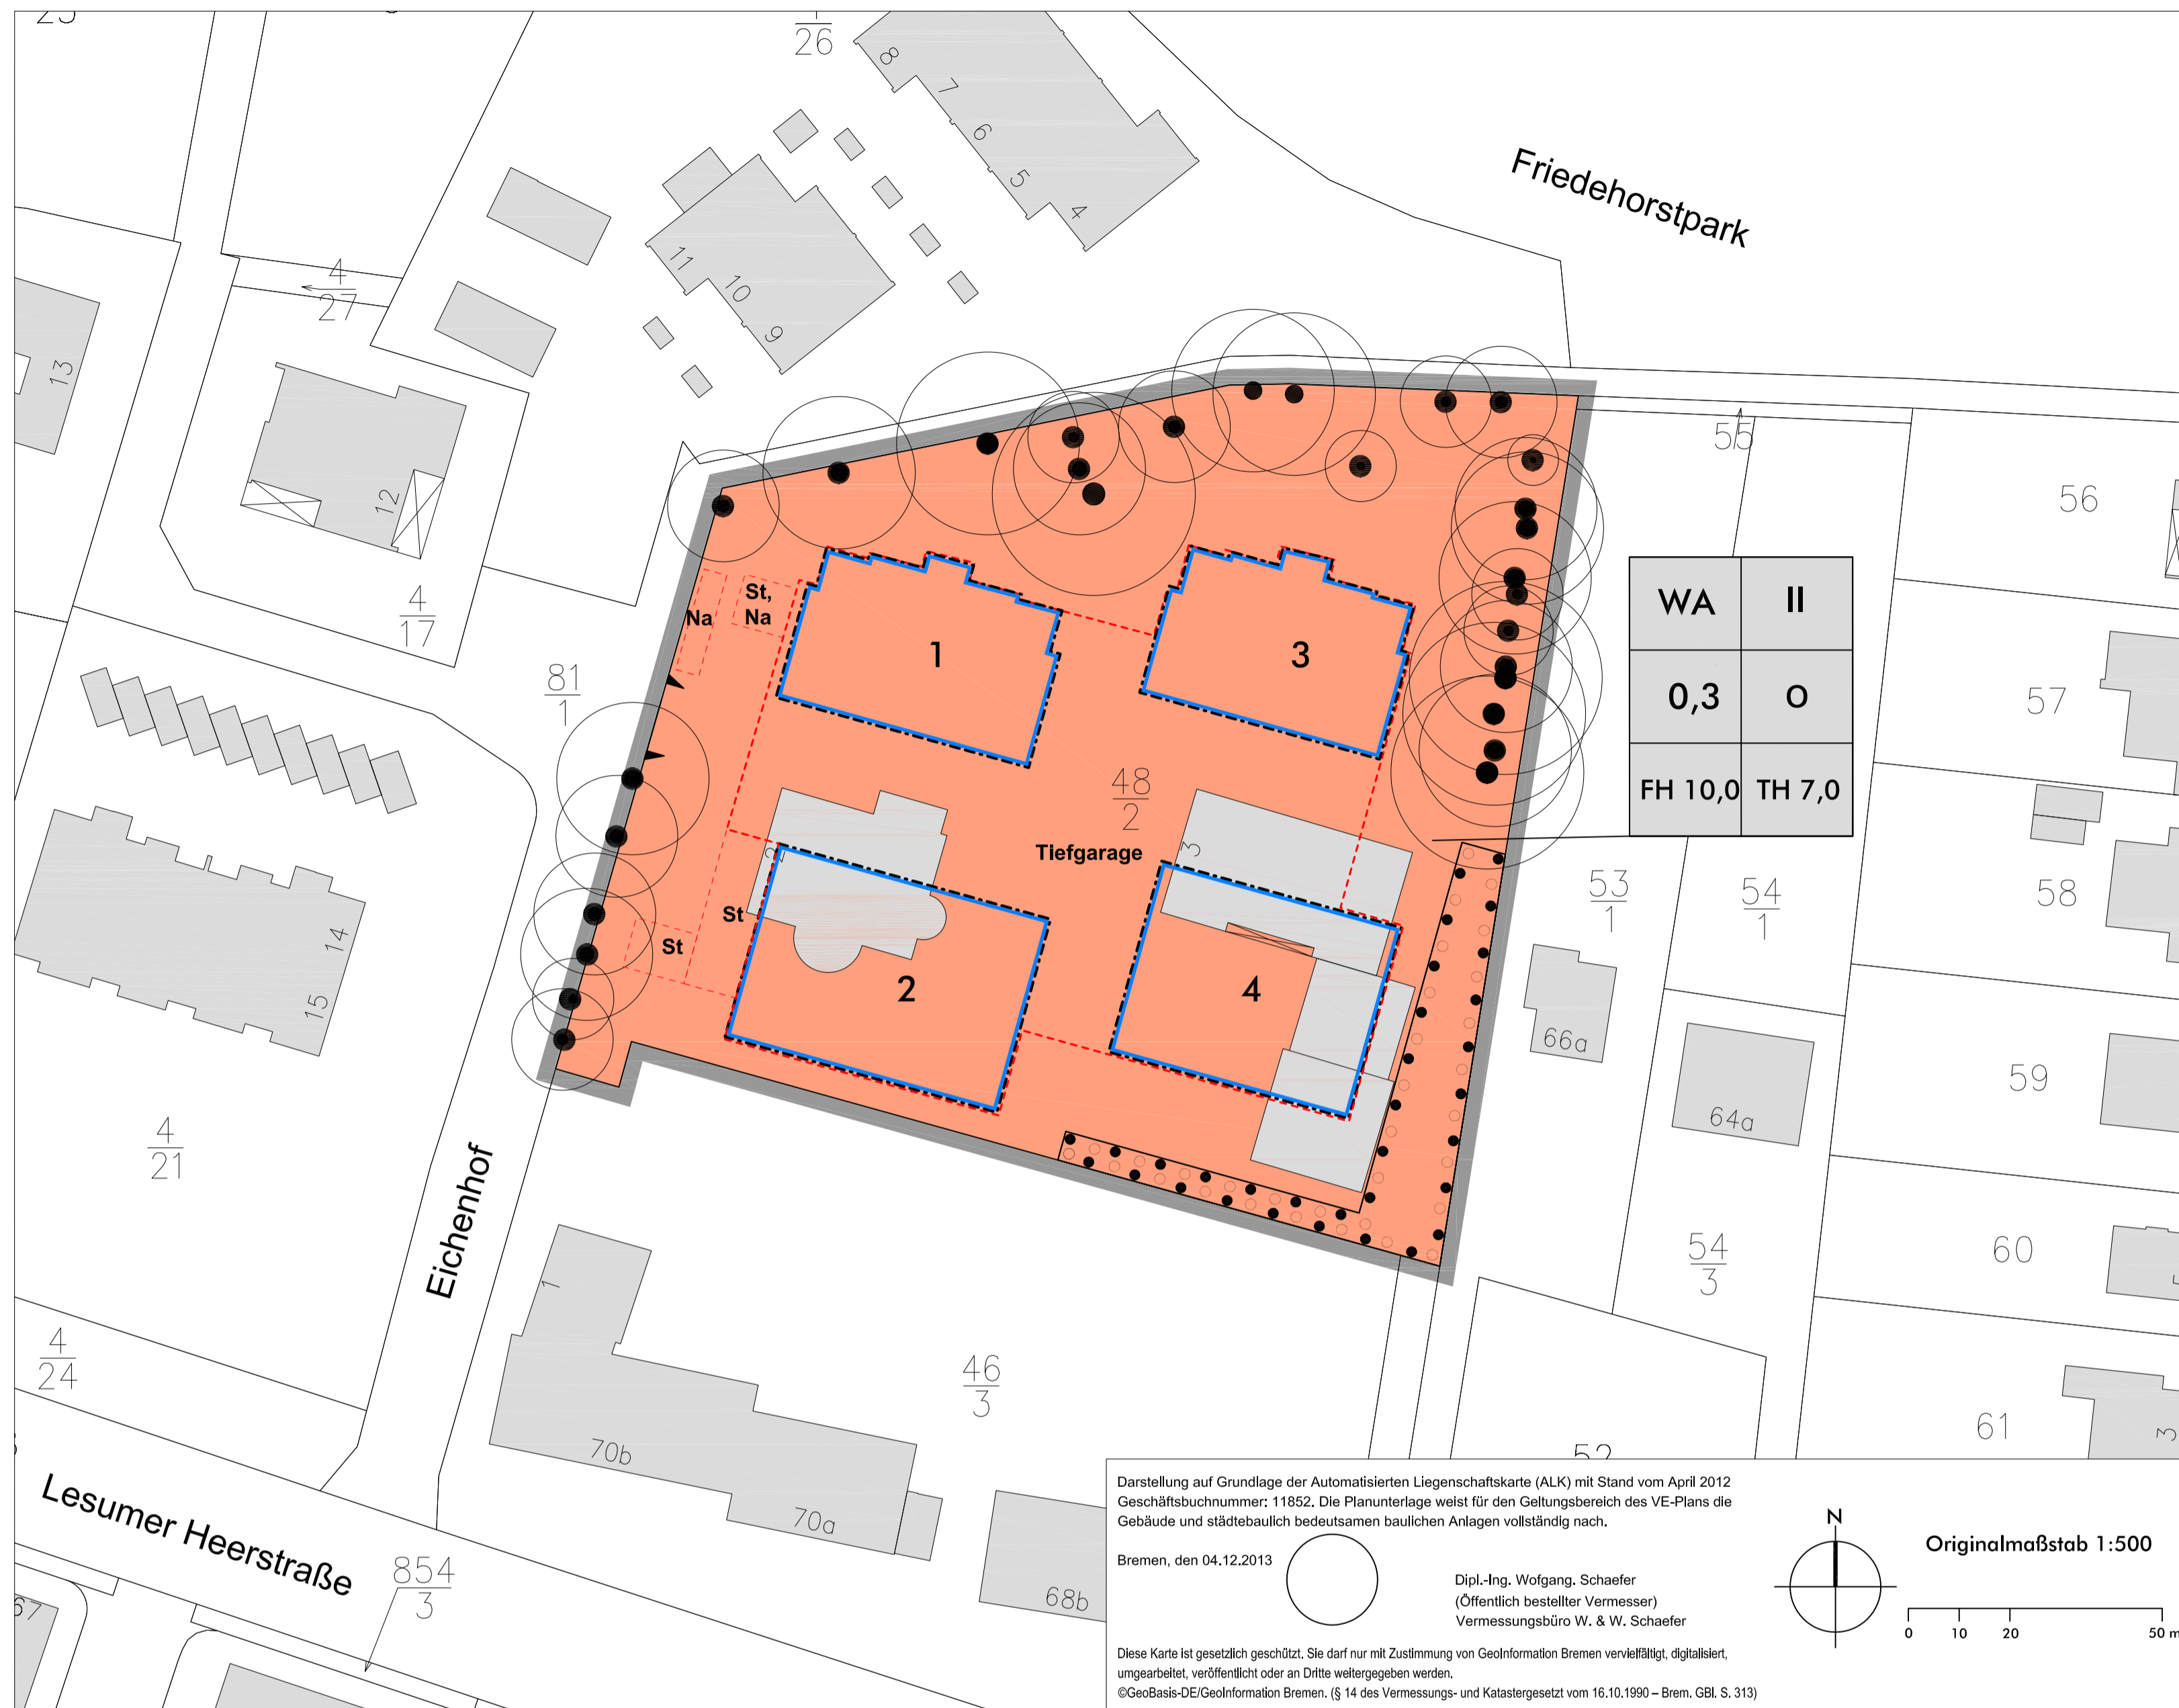 26
8
7
6
5
4
Friedehorstpark
11
10
9
4
27
13
12
4
17
55
56
Na
St,
Na
1
3
WA II
0,3 O
FH 10,0 TH 7,0
81
1
57
48
2
Tiefgarage
3
53
1
54
1
58
14
15
St
St
2
4
66a
64a
59
4
21
Eichenhof
54
3
60
1
4
24
46
3
61
3
70b
70a
68b
Lesumer Heerstraße
854
3
67
Darstellung auf Grundlage der Automatisierten Liegenschaftskarte (ALK) mit Stand vom April 2012
Geschäftsbuchnummer: 11852. Die Planunterlage weist für den Geltungsbereich des VE-Plans die
Gebäude und städtebaulich bedeutsamen baulichen Anlagen vollständig nach.
Bremen, den 04.12.2013
Dipl.-Ing. Wofgang. Schaefer
(Öffentlich bestellter Vermesser)
Vermessungsbüro W. & W. Schaefer
Diese Karte ist gesetzlich geschützt. Sie darf nur mit Zustimmung von GeoInformation Bremen vervielfältigt, digitalisiert,
umgearbeitet, veröffentlicht oder an Dritte weitergegeben werden.
©GeoBasis-DE/GeoInformation Bremen. (§ 14 des Vermessungs- und Katastergesetzt vom 16.10.1990 – Brem. GBl. S. 313)
N
Originalmaßstab 1:500
0 10 20 50 m